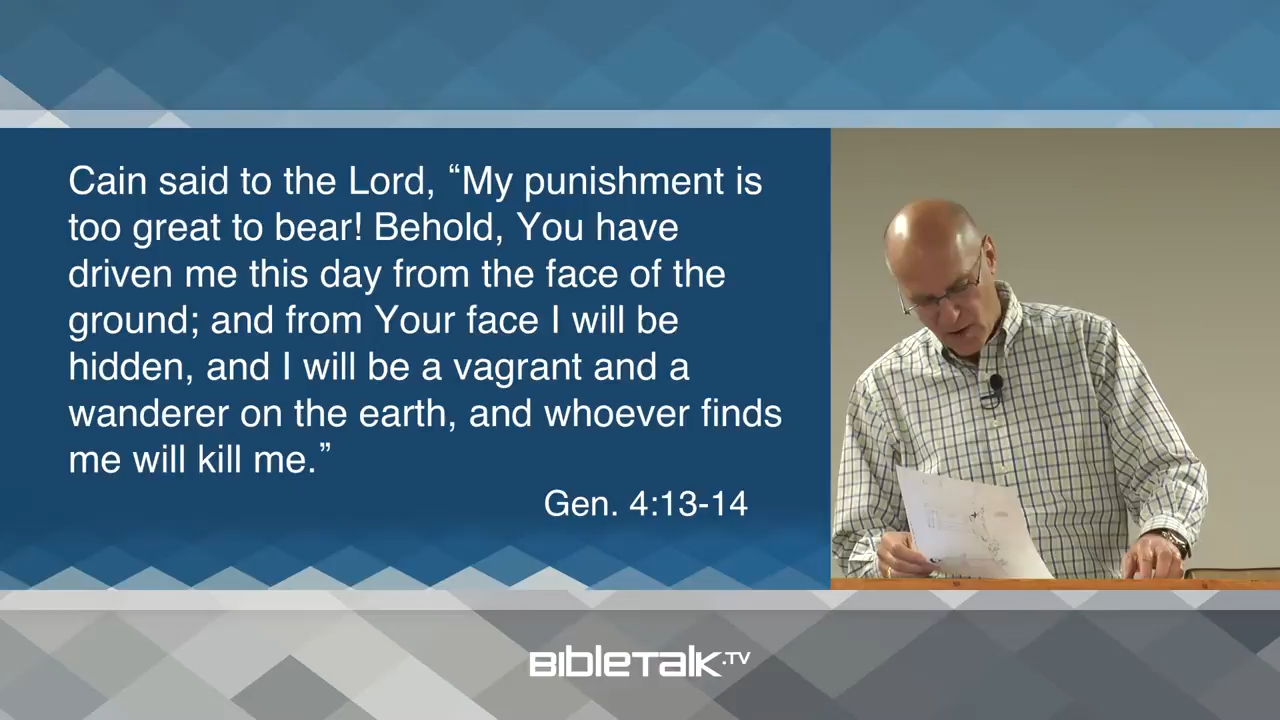 Cain said to the Lord, “My punishment is
too great to bear! Behold, You have
driven me this day from the face of the
ground; and from Your face I will be
hidden, and I will be a vagrant and a
wanderer on the earth, and whoever finds
me will kill me.”
Gen. 4:13-14
BIBLETALK.TV